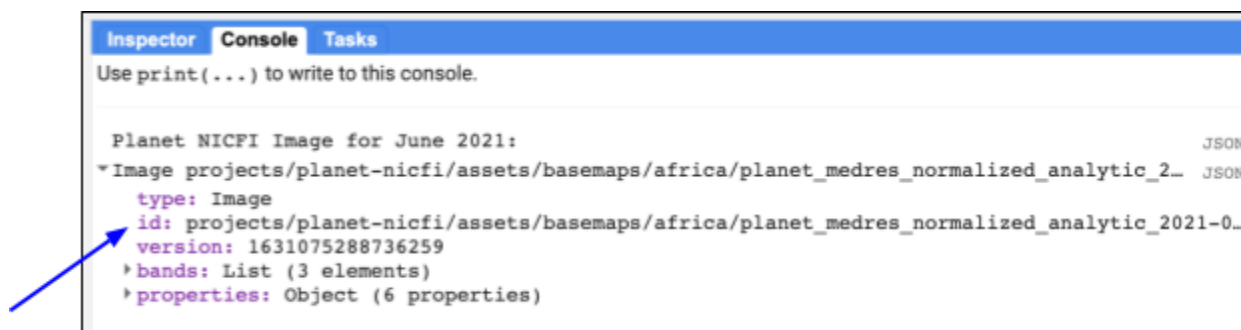 Inspector Console Tasks
Use print(...) to write to this console.
Planet NICFI Image for June 2021: JSON
Image projects/planet-nicfi/assets/basemaps/africa/planet_medres_normalized_analytic_2… JSON
type: Image
id: projects/planet-nicfi/assets/basemaps/africa/planet_medres_normalized_analytic_2021-0…
version: 1631075288736259
bands: List (3 elements)
properties: Object (6 properties)